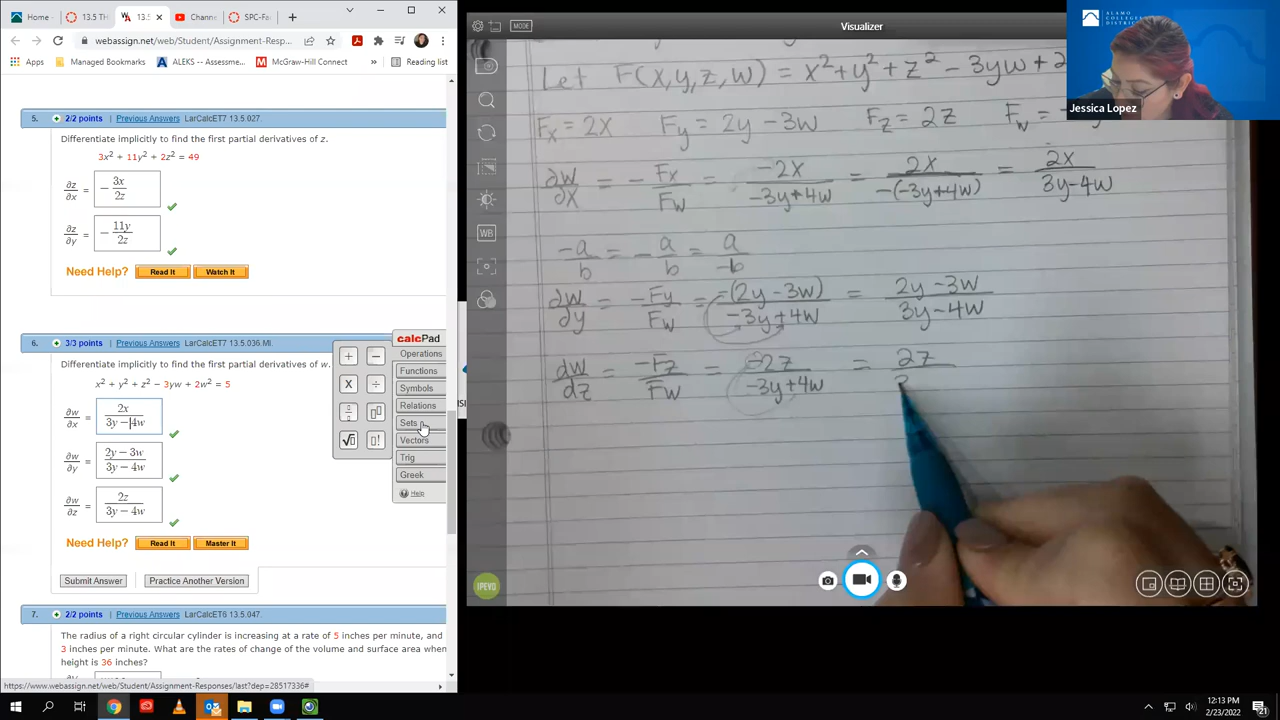 Home -
13.5 TH
13.5
Channe
SPC-Fa
webassign.net/web/Student/Assignment-Resp...
Apps
Managed Bookmarks
ALEKS -- Assessme...
McGraw-Hill Connect
Reading list
5. 2/2 points Previous Answers LarCalcET7 13.5.027.
Differentiate implicitly to find the first partial derivatives of z.
3x² + 11y² + 2z² = 49
∂z/∂x = - 3x/2z
∂z/∂y = - 11y/2z
Need Help? Read It Watch It
6. 3/3 points Previous Answers LarCalcET7 13.5.036.MI.
Differentiate implicitly to find the first partial derivatives of w.
x² + y² + z² − 3yw + 2w² = 5
∂w/∂x = 2x/(3y − 4w)
∂w/∂y = (2y − 3w)/(3y − 4w)
∂w/∂z = 2z/(3y − 4w)
Need Help? Read It Master It
Submit Answer Practice Another Version
calcPad
Operations
Functions
Symbols
Relations
Sets
Vectors
Trig
Greek
Help
7. 2/2 points Previous Answers LarCalcET6 13.5.047.
The radius of a right circular cylinder is increasing at a rate of 5 inches per minute, and
3 inches per minute. What are the rates of change of the volume and surface area when
height is 36 inches?
https://www.webassign.net/web/Student/Assignment-Responses/last?dep=28517336#
MODE
Visualizer
WB
IPEVO
ALAMO
COLLEGES
DISTRICT
Jessica Lopez
Let F(x,y,z,w) = x² + y² + z² − 3yw + 2
Fx = 2x Fy = 2y − 3w Fz = 2z Fw = −
∂w/∂x = − Fx/Fw = −2x/(−3y+4w) = 2x/−(−3y+4w) = 2x/(3y−4w)
−a/b = − a/b = a/−b
∂w/∂y = −Fy/Fw = −(2y−3w)/(−3y+4w) = (2y−3w)/(3y−4w)
dw/dz = −Fz/Fw = −2z/(−3y+4w) = 2z/
12:13 PM
2/23/2022
21